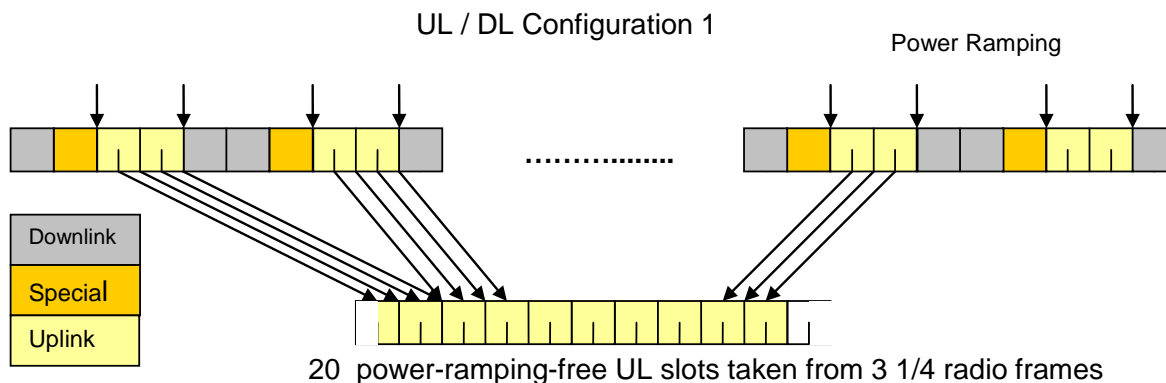 UL / DL Configuration 1
Power Ramping
………........
Downlink
Special
Uplink
20 power-ramping-free UL slots taken from 3 1/4 radio frames